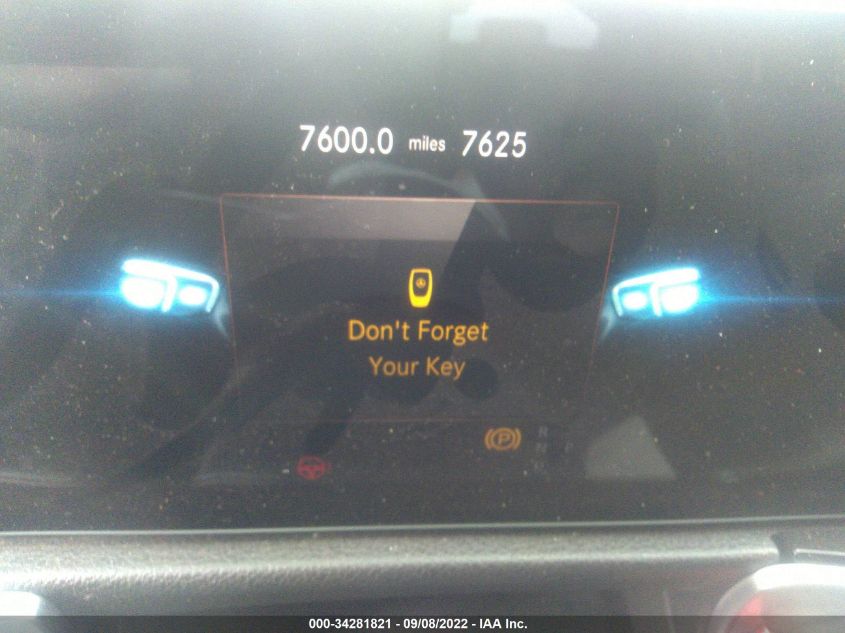 7600.0 miles 7625
Don't Forget
Your Key
(P) R
N P
000-34281821 - 09/08/2022 - IAA Inc.